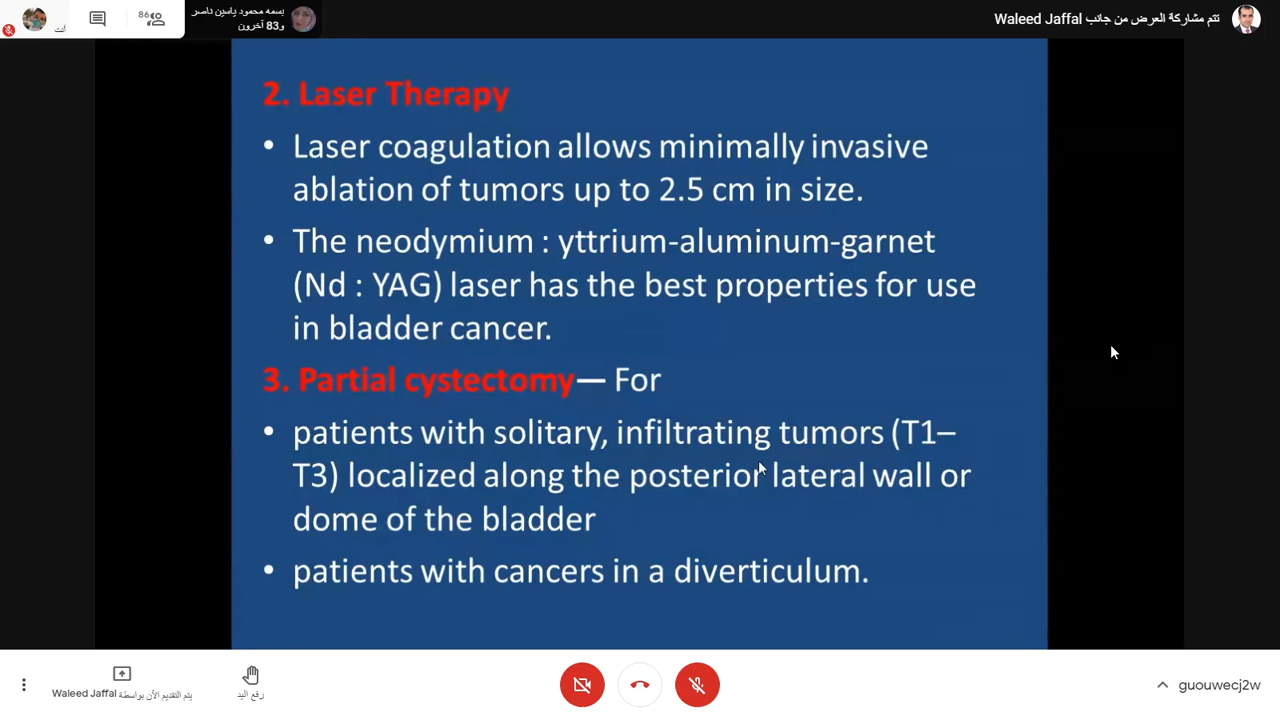 بسمه محمود ياسين ناصر
و83 آخرون
86
أنت
تتم مشاركة العرض من جانب Waleed Jaffal
2. Laser Therapy
• Laser coagulation allows minimally invasive
ablation of tumors up to 2.5 cm in size.
• The neodymium : yttrium-aluminum-garnet
(Nd : YAG) laser has the best properties for use
in bladder cancer.
3. Partial cystectomy— For
• patients with solitary, infiltrating tumors (T1–
T3) localized along the posterior lateral wall or
dome of the bladder
• patients with cancers in a diverticulum.
يتم التقديم الآن بواسطة Waleed Jaffal
رفع اليد
guouwecj2w